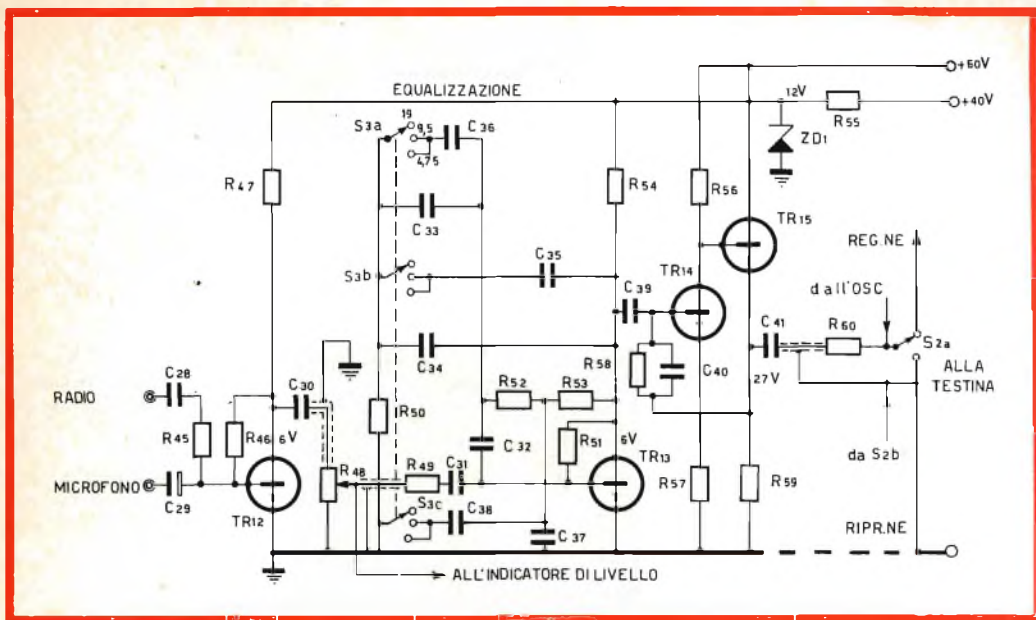 +60V
EQUALIZZAZIONE
12V
+40V
S3a
19
9,5
4,75
C36
R55
ZD1
R47
R54
R56
C33
TR15
REG.NE
S3b
C35
TR14
dall'OSC
C39
C41
R60
S2a
C34
R58
C40
27V
ALLA
TESTINA
C28
C30
R52
R53
RADIO
R50
R45
R46
6V
C32
R51
6V
da S2b
R48
R49
C31
TR13
MICROFONO
R57
R59
C29
S3c
C38
TR12
C37
RIPR.NE
ALL'INDICATORE DI LIVELLO